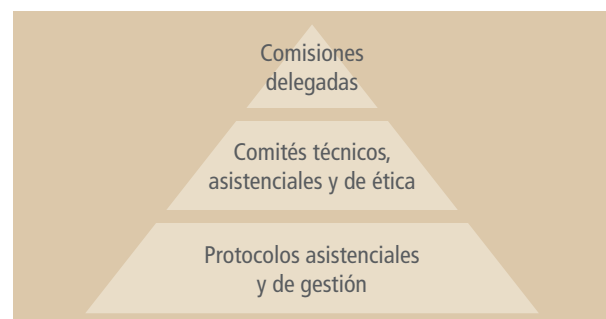 Comisiones
delegadas
Comités técnicos,
asistenciales y de ética
Protocolos asistenciales
y de gestión